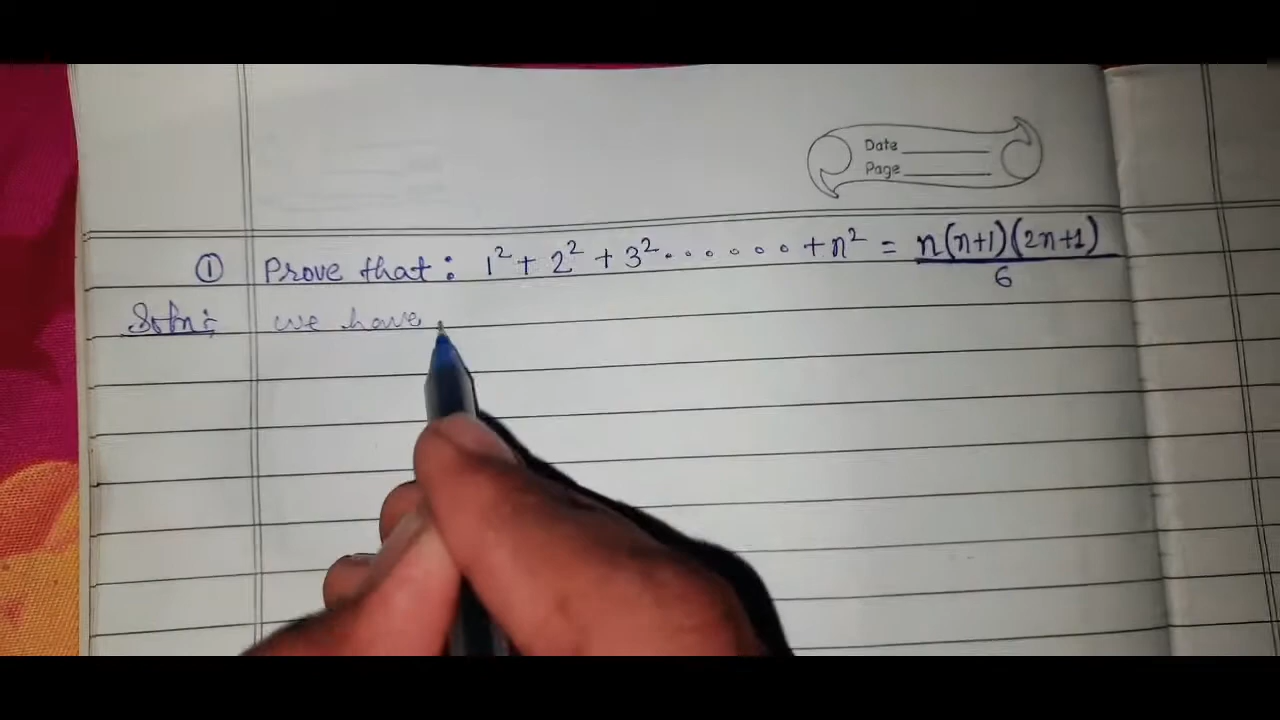 Date
Page
① Prove that: 1² + 2² + 3² ....... + n² = n(n+1)(2n+1)/6
Soln: we have